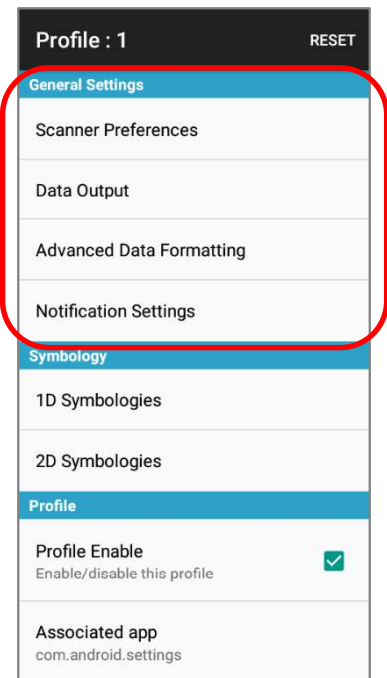 Profile : 1 RESET
General Settings
Scanner Preferences
Data Output
Advanced Data Formatting
Notification Settings
Symbology
1D Symbologies
2D Symbologies
Profile
Profile Enable
Enable/disable this profile
Associated app
com.android.settings